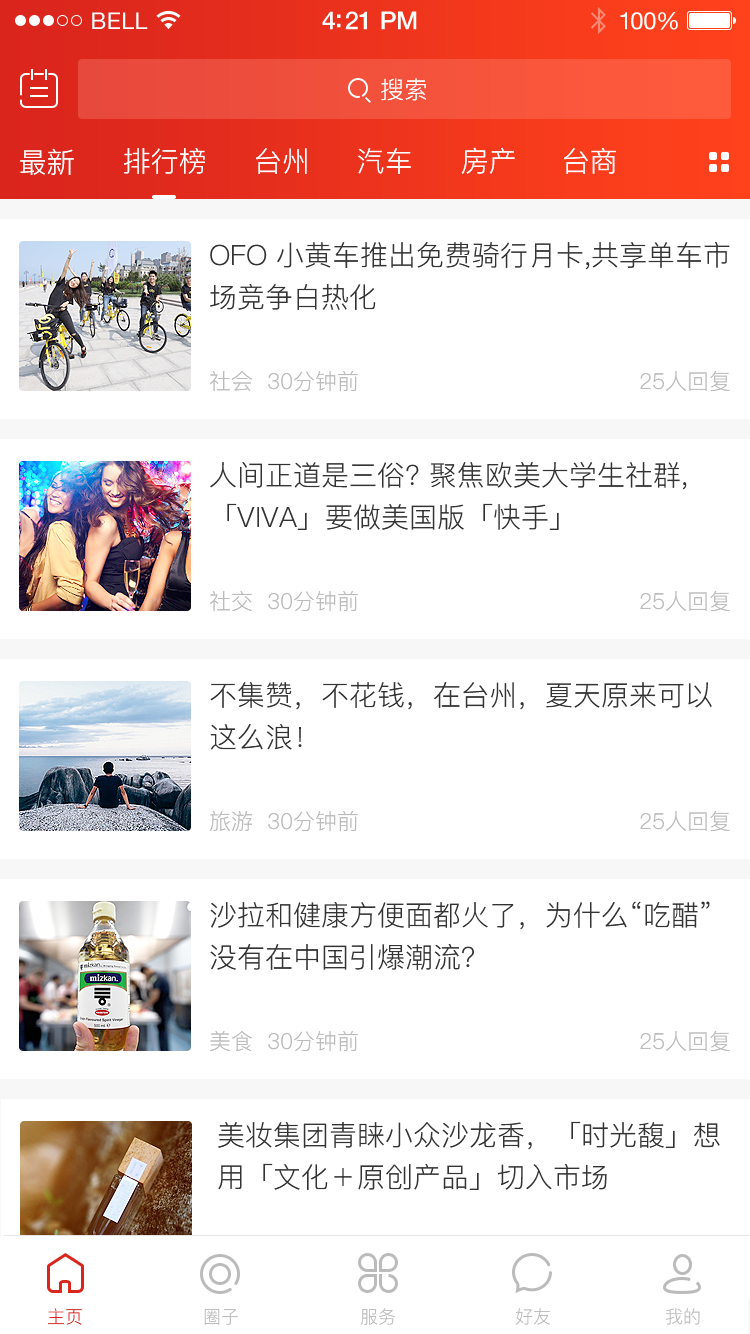 BELL 4:21 PM 100%
搜索
最新 排行榜 台州 汽车 房产 台商
OFO 小黄车推出免费骑行月卡,共享单车市
场竞争白热化
社会 30分钟前 25人回复
人间正道是三俗? 聚焦欧美大学生社群,
「VIVA」要做美国版「快手」
社交 30分钟前 25人回复
不集赞，不花钱，在台州，夏天原来可以
这么浪！
旅游 30分钟前 25人回复
沙拉和健康方便面都火了，为什么“吃醋”
没有在中国引爆潮流?
mizkan.
美食 30分钟前 25人回复
美妆集团青睐小众沙龙香，「时光馥」想
用「文化＋原创产品」切入市场
主页 圈子 服务 好友 我的